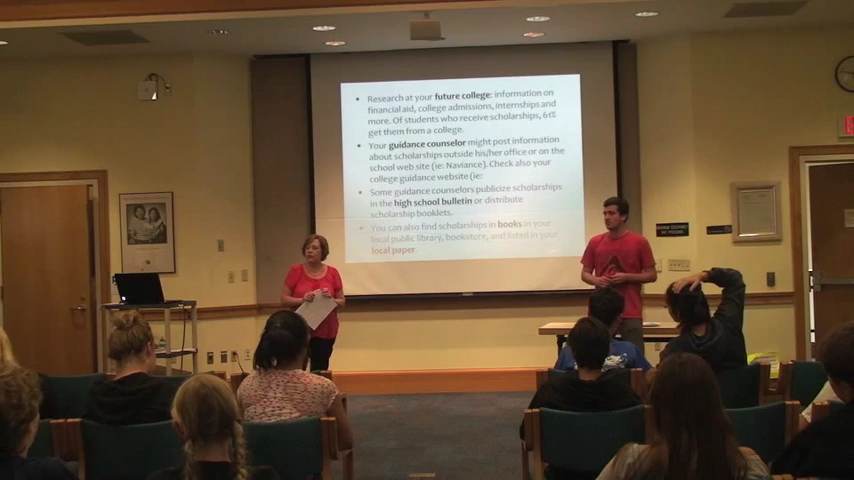 ▪ Research at your future college: information on
financial aid, college admissions, internships and
more. Of students who receive scholarships, 61%
get them from a college.
▪ Your guidance counselor might post information
about scholarships outside his/her office or on the
school web site (ie: Naviance). Check also your
college guidance website (ie:
▪ Some guidance counselors publicize scholarships
in the high school bulletin or distribute
scholarship booklets.
▪ You can also find scholarships in books in your
local public library, bookstore, and listed in your
local paper.